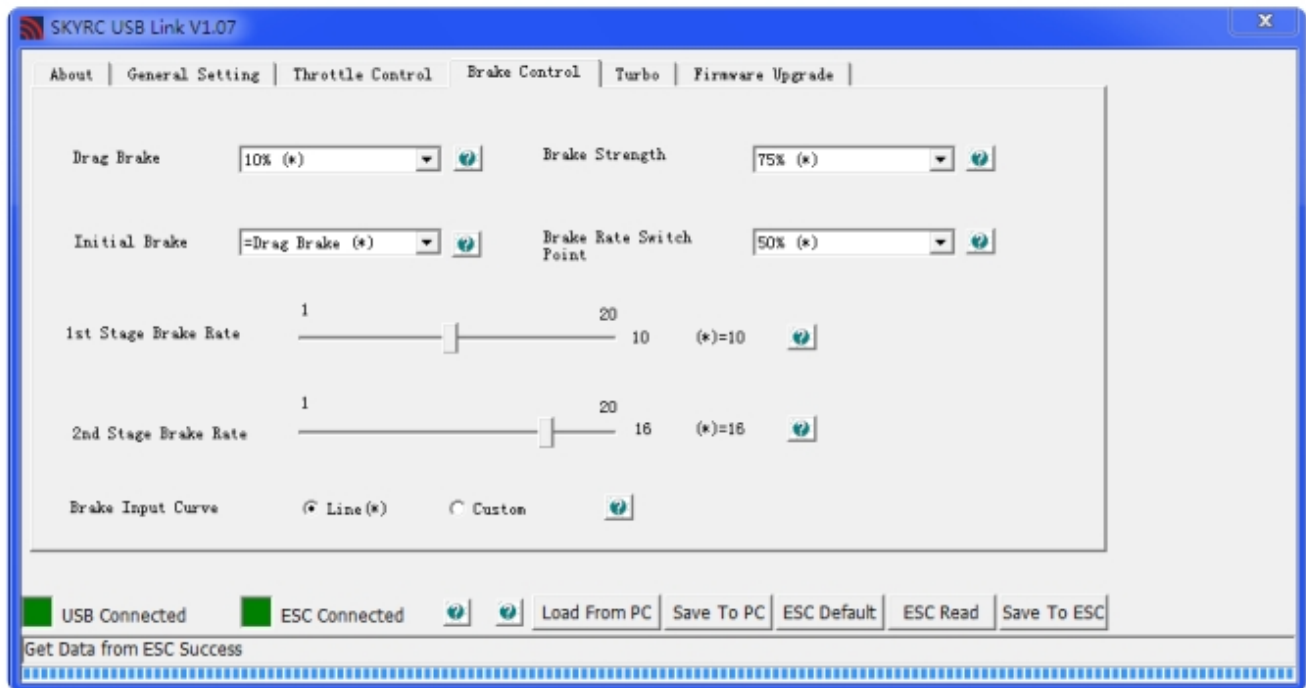 SKYRC USB Link V1.07
About | General Setting | Throttle Control | Brake Control | Turbo | Firmware Upgrade
Drag Brake 10% (*) Brake Strength 75% (*)
Initial Brake =Drag Brake (*) Brake Rate Switch
Point 50% (*)
1 20
1st Stage Brake Rate 10 (*)=10
1 20
2nd Stage Brake Rate 16 (*)=16
Brake Input Curve Line(*) Custom
USB Connected ESC Connected Load From PC Save To PC ESC Default ESC Read Save To ESC
Get Data from ESC Success